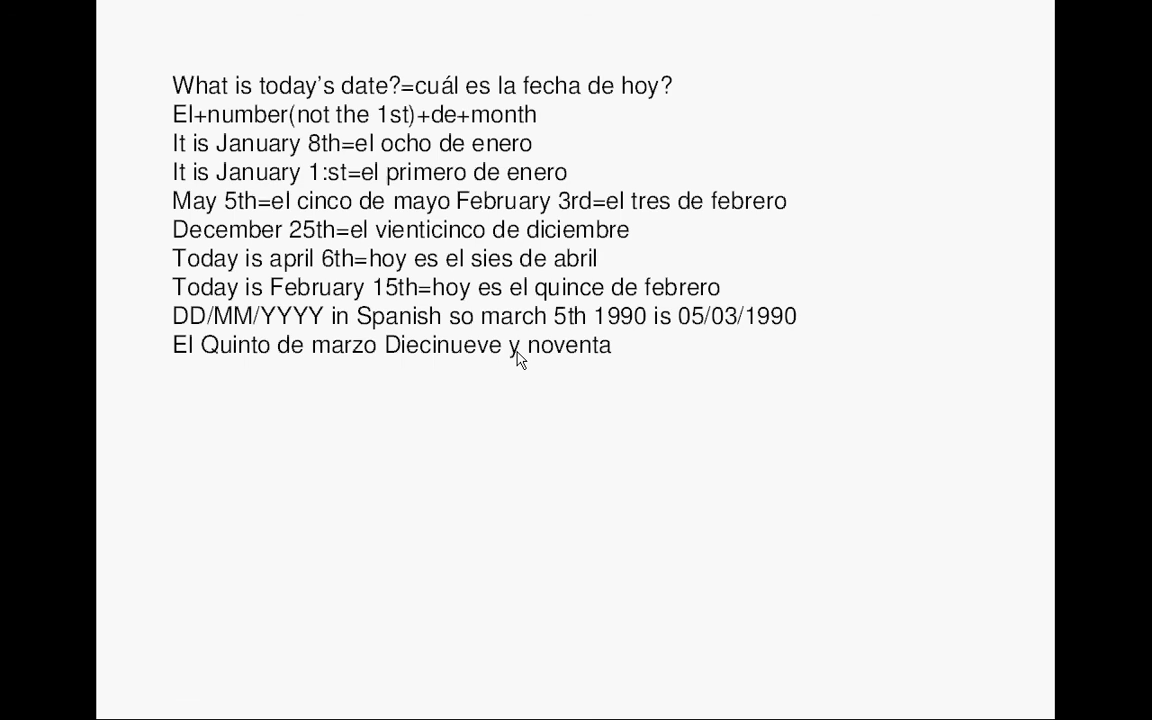 What is today's date?=cuál es la fecha de hoy?
El+number(not the 1st)+de+month
It is January 8th=el ocho de enero
It is January 1:st=el primero de enero
May 5th=el cinco de mayo February 3rd=el tres de febrero
December 25th=el vienticinco de diciembre
Today is april 6th=hoy es el sies de abril
Today is February 15th=hoy es el quince de febrero
DD/MM/YYYY in Spanish so march 5th 1990 is 05/03/1990
El Quinto de marzo Diecinueve y noventa